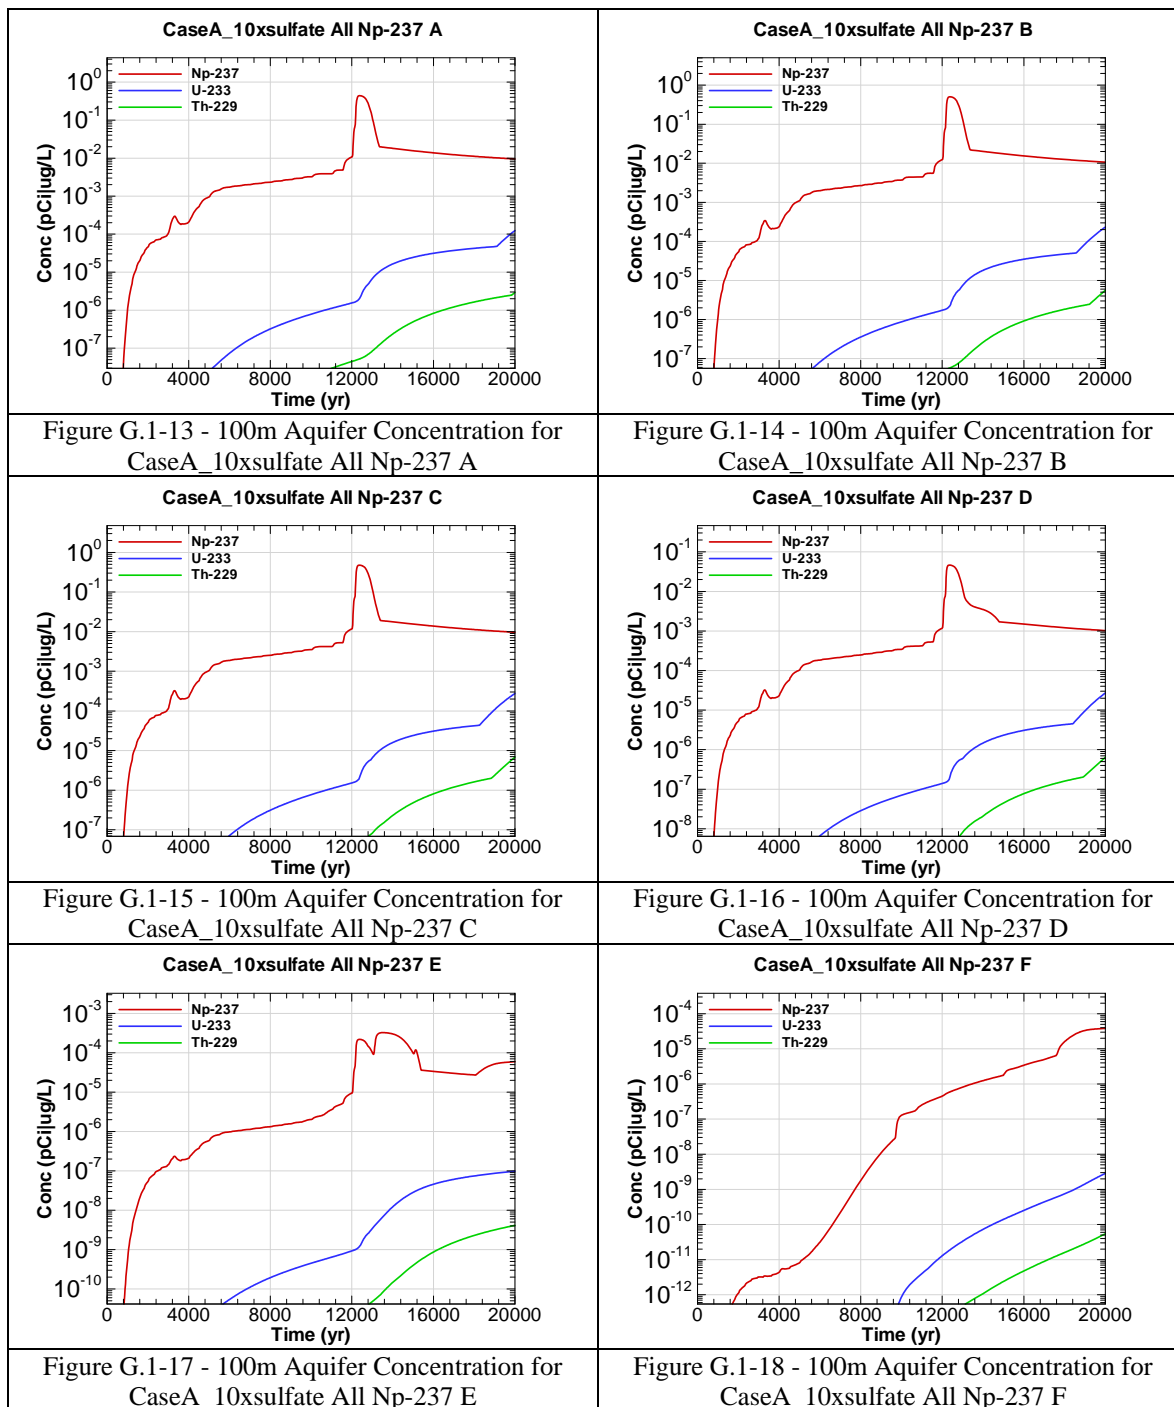 CaseA_10xsulfate All Np-237 A
Np-237
U-233
Th-229
Conc (pCi|ug/L)
10^0
10^-1
10^-2
10^-3
10^-4
10^-5
10^-6
10^-7
0 4000 8000 12000 16000 20000
Time (yr)
Figure G.1-13 - 100m Aquifer Concentration for
CaseA_10xsulfate All Np-237 A
CaseA_10xsulfate All Np-237 B
Np-237
U-233
Th-229
Conc (pCi|ug/L)
10^0
10^-1
10^-2
10^-3
10^-4
10^-5
10^-6
10^-7
0 4000 8000 12000 16000 20000
Time (yr)
Figure G.1-14 - 100m Aquifer Concentration for
CaseA_10xsulfate All Np-237 B
CaseA_10xsulfate All Np-237 C
Np-237
U-233
Th-229
Conc (pCi|ug/L)
10^0
10^-1
10^-2
10^-3
10^-4
10^-5
10^-6
10^-7
0 4000 8000 12000 16000 20000
Time (yr)
Figure G.1-15 - 100m Aquifer Concentration for
CaseA_10xsulfate All Np-237 C
CaseA_10xsulfate All Np-237 D
Np-237
U-233
Th-229
Conc (pCi|ug/L)
10^-1
10^-2
10^-3
10^-4
10^-5
10^-6
10^-7
10^-8
0 4000 8000 12000 16000 20000
Time (yr)
Figure G.1-16 - 100m Aquifer Concentration for
CaseA_10xsulfate All Np-237 D
CaseA_10xsulfate All Np-237 E
Np-237
U-233
Th-229
Conc (pCi|ug/L)
10^-3
10^-4
10^-5
10^-6
10^-7
10^-8
10^-9
10^-10
0 4000 8000 12000 16000 20000
Time (yr)
Figure G.1-17 - 100m Aquifer Concentration for
CaseA_10xsulfate All Np-237 E
CaseA_10xsulfate All Np-237 F
Np-237
U-233
Th-229
Conc (pCi|ug/L)
10^-4
10^-5
10^-6
10^-7
10^-8
10^-9
10^-10
10^-11
10^-12
0 4000 8000 12000 16000 20000
Time (yr)
Figure G.1-18 - 100m Aquifer Concentration for
CaseA_10xsulfate All Np-237 F